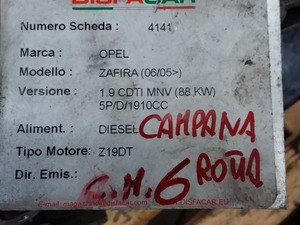 DISFACAR
Numero Scheda : 4141
Marca : OPEL
Modello : ZAFIRA (06/05>)
Versione : 1.9 CDTI MNV (88 KW)
5P/D/1910CC
Aliment. : DIESEL CAMPANA
Tipo Motore: Z19DT
Dir. Emis.: C.M.6